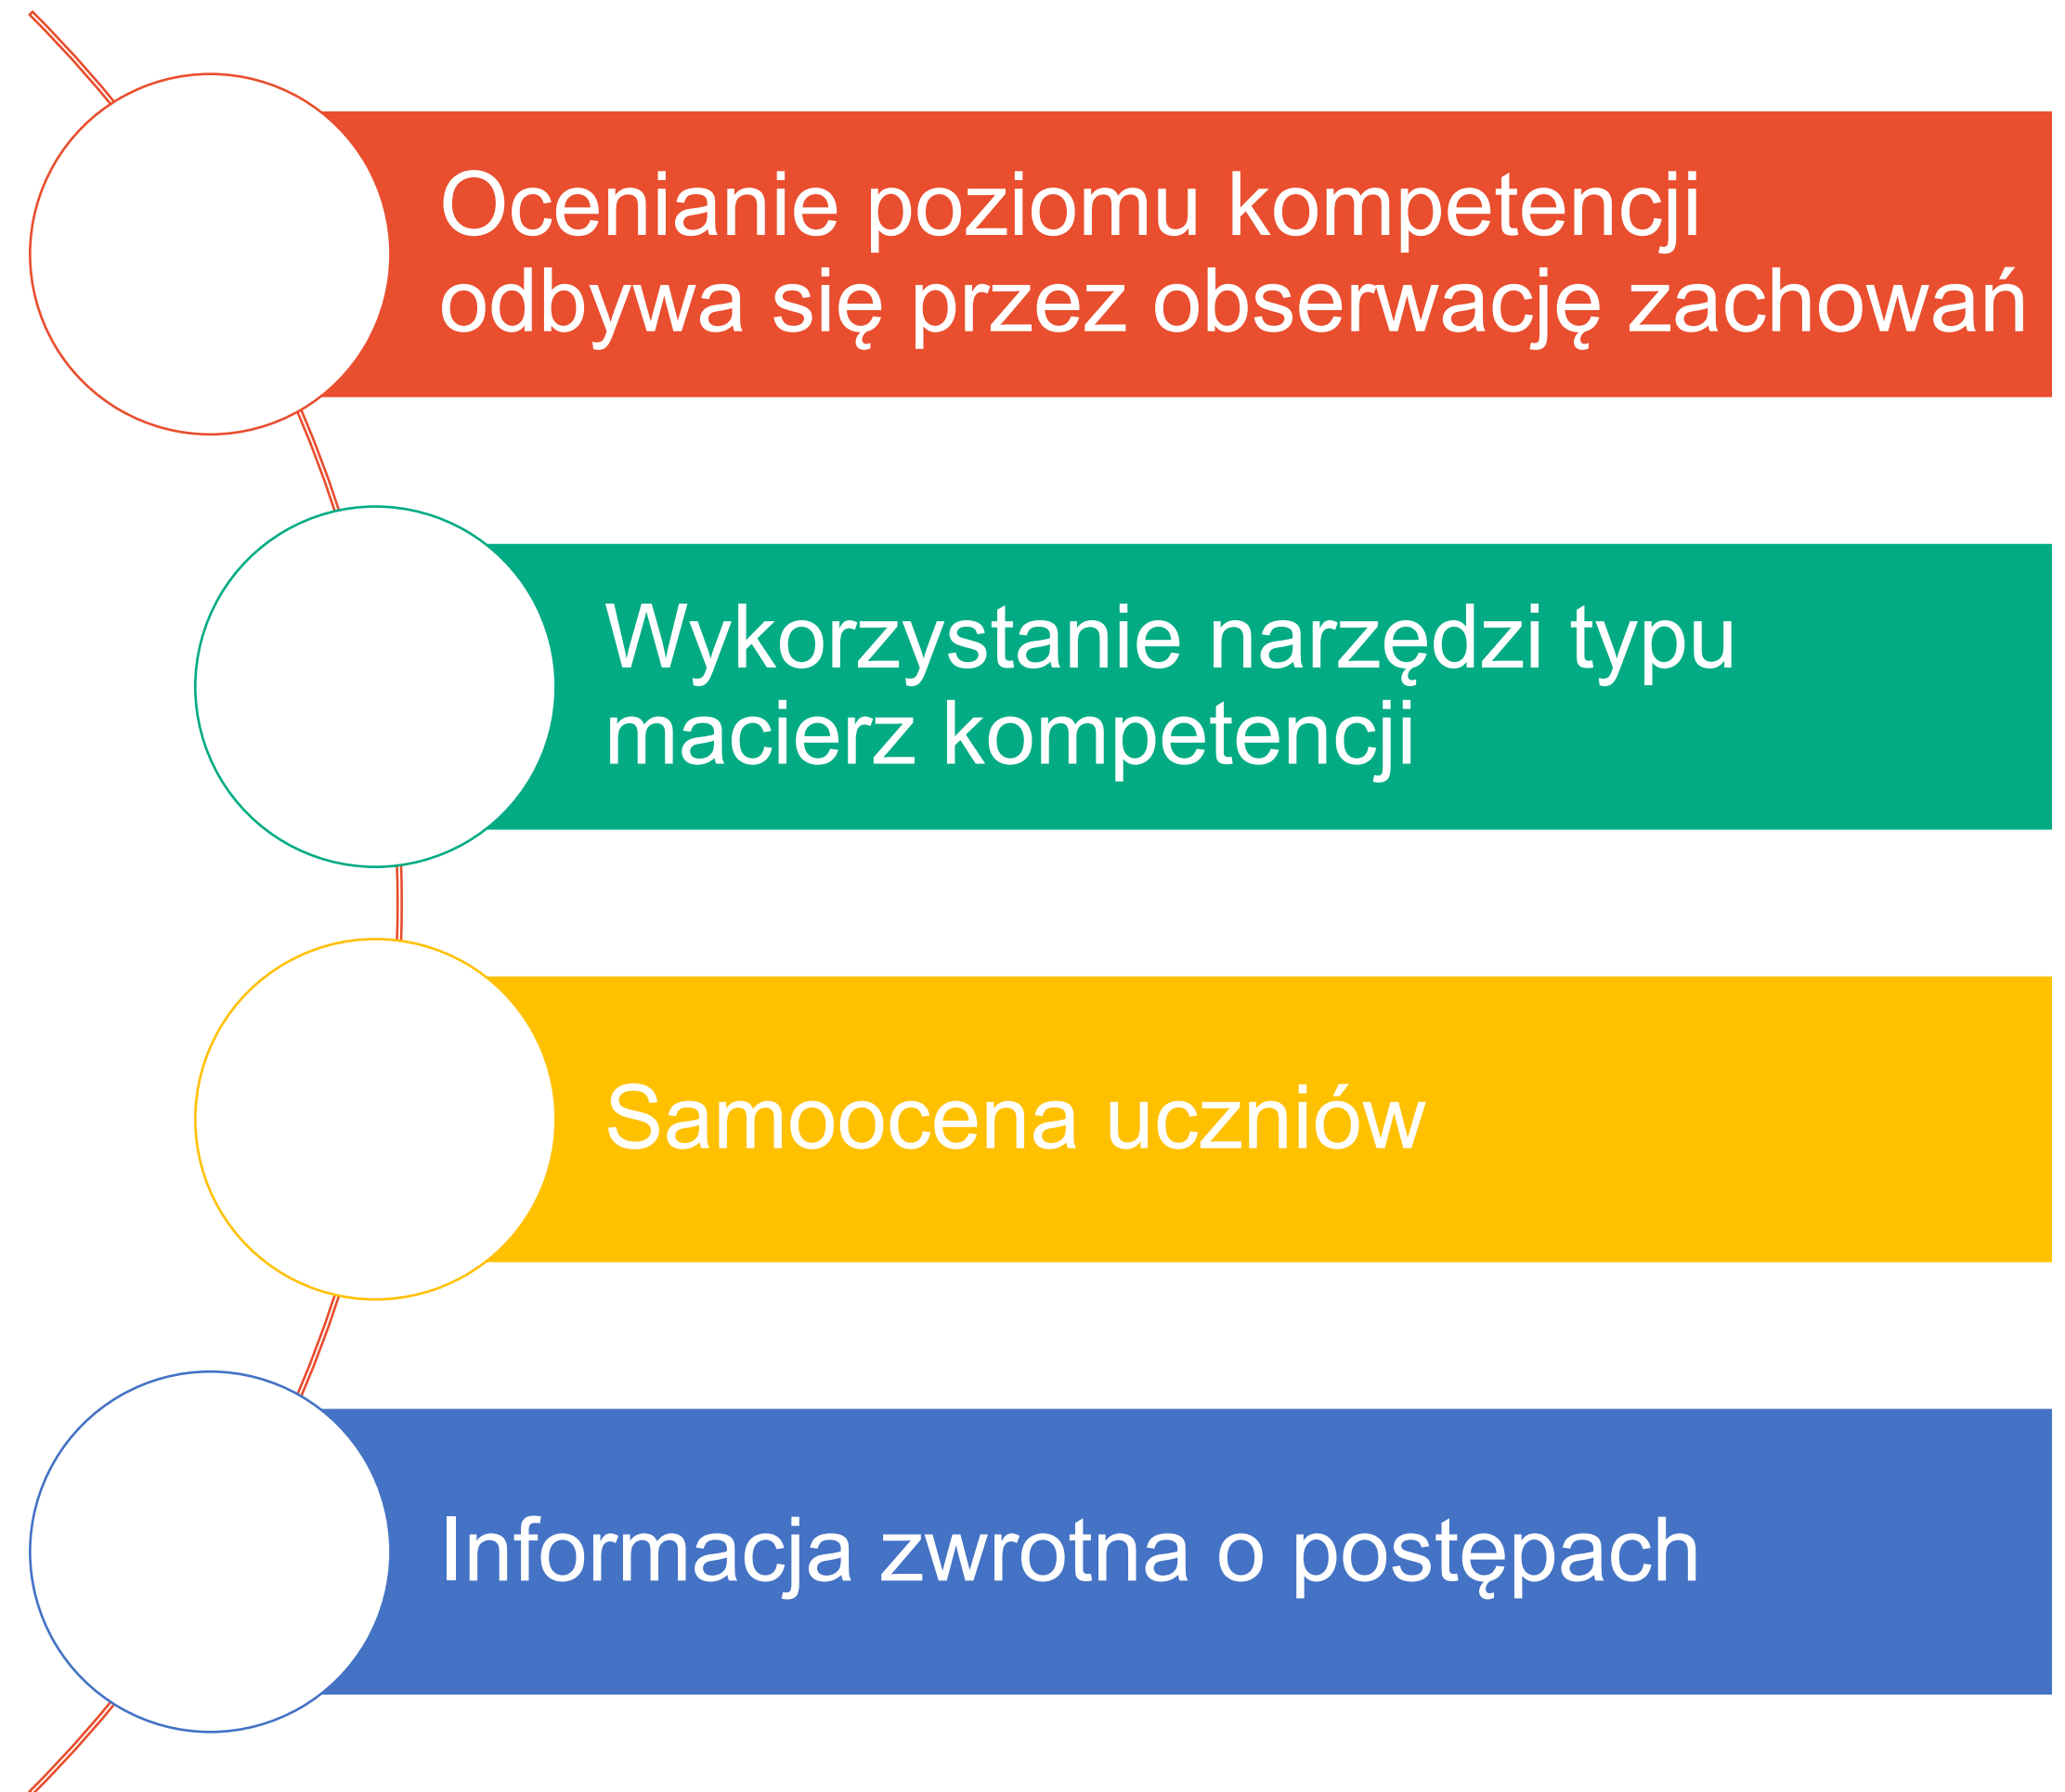 Ocenianie poziomu kompetencji
odbywa się przez obserwację zachowań
Wykorzystanie narzędzi typu
macierz kompetencji
Samoocena uczniów
Informacja zwrotna o postępach